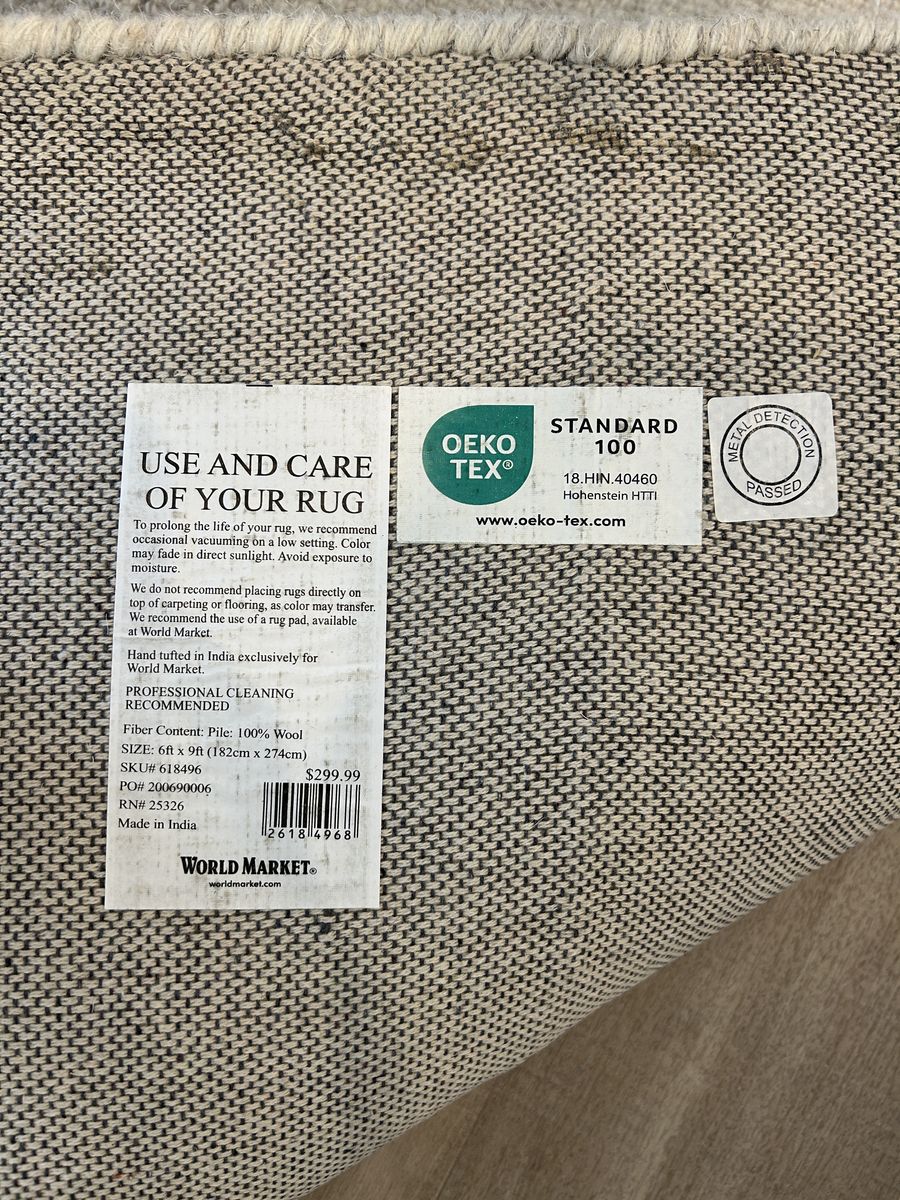 USE AND CARE
OF YOUR RUG
To prolong the life of your rug, we recommend
occasional vacuuming on a low setting. Color
may fade in direct sunlight. Avoid exposure to
moisture.
We do not recommend placing rugs directly on
top of carpeting or flooring, as color may transfer.
We recommend the use of a rug pad, available
at World Market.
Hand tufted in India exclusively for
World Market.
PROFESSIONAL CLEANING
RECOMMENDED
Fiber Content: Pile: 100% Wool
SIZE: 6ft x 9ft (182cm x 274cm)
SKU# 618496
$299.99
PO# 200690006
RN# 25326
2618 4968
Made in India
WORLD MARKET®
worldmarket.com
OEKO
TEX®
STANDARD
100
18.HIN.40460
Hohenstein HTTI
www.oeko-tex.com
METAL DETECTION
PASSED